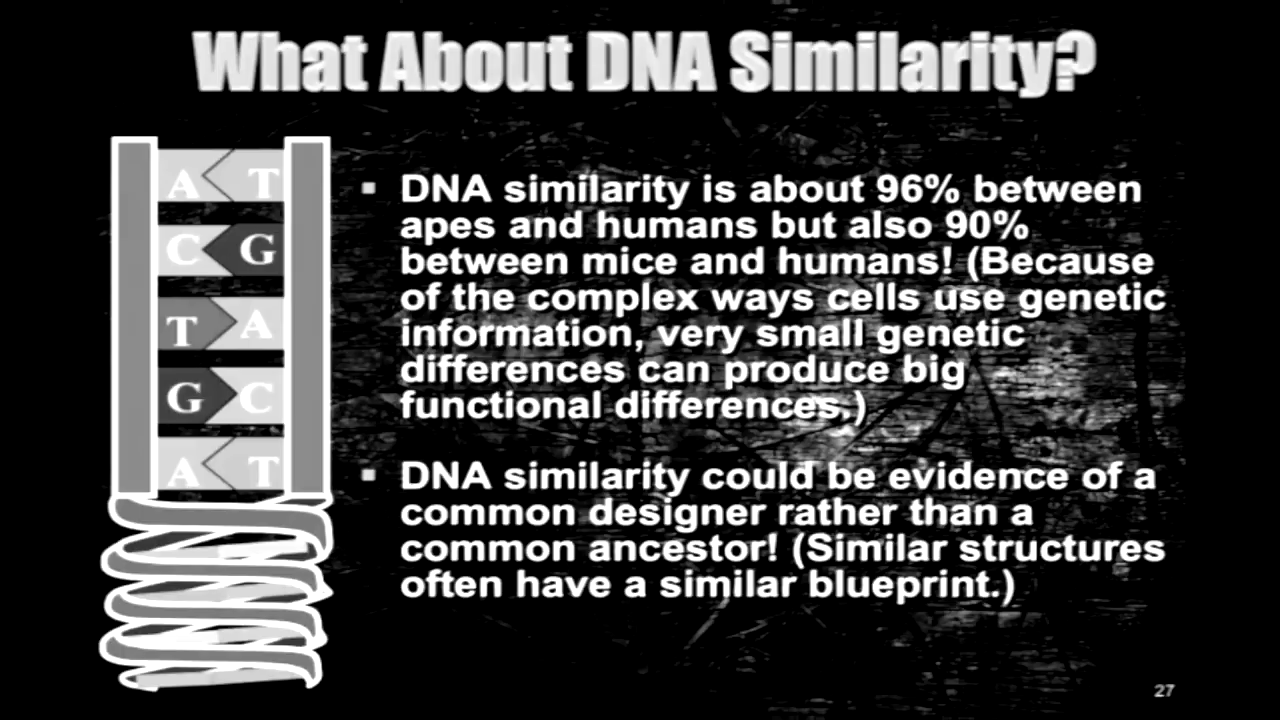 What About DNA Similarity?
A T
C G
T A
G C
A T
▪ DNA similarity is about 96% between
apes and humans but also 90%
between mice and humans! (Because
of the complex ways cells use genetic
information, very small genetic
differences can produce big
functional differences.)
▪ DNA similarity could be evidence of a
common designer rather than a
common ancestor! (Similar structures
often have a similar blueprint.)
27